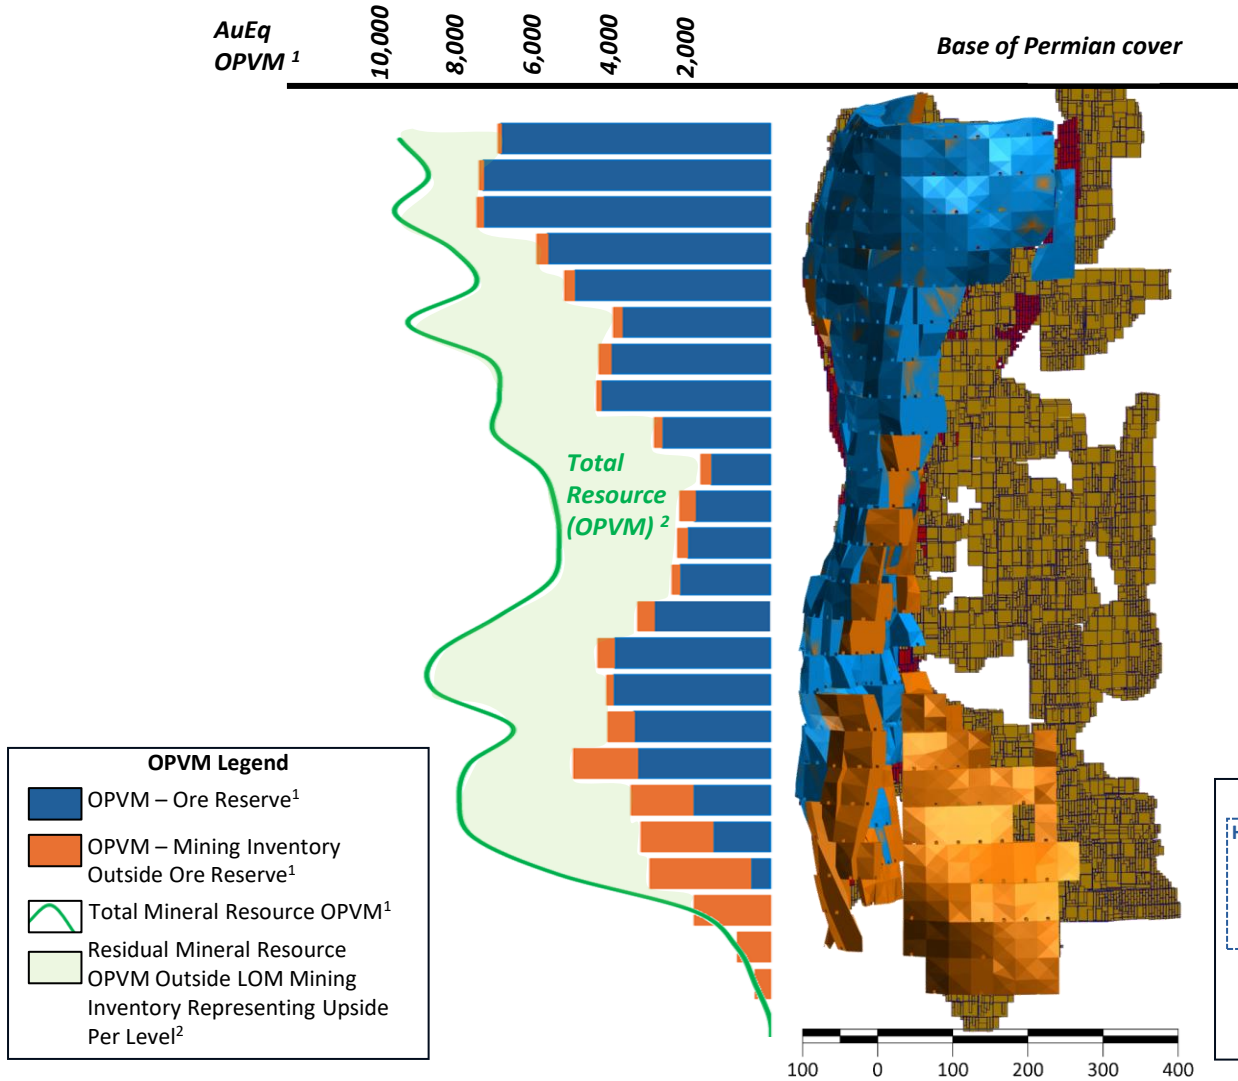 AuEq
OPVM 1
10,000
8,000
6,000
4,000
2,000
Base of Permian cover
Total
Resource
(OPVM) 2
OPVM Legend
OPVM – Ore Reserve1
OPVM – Mining Inventory
Outside Ore Reserve1
Total Mineral Resource OPVM1
Residual Mineral Resource
OPVM Outside LOM Mining
Inventory Representing Upside
Per Level2
H
100 0 100 200 300 400